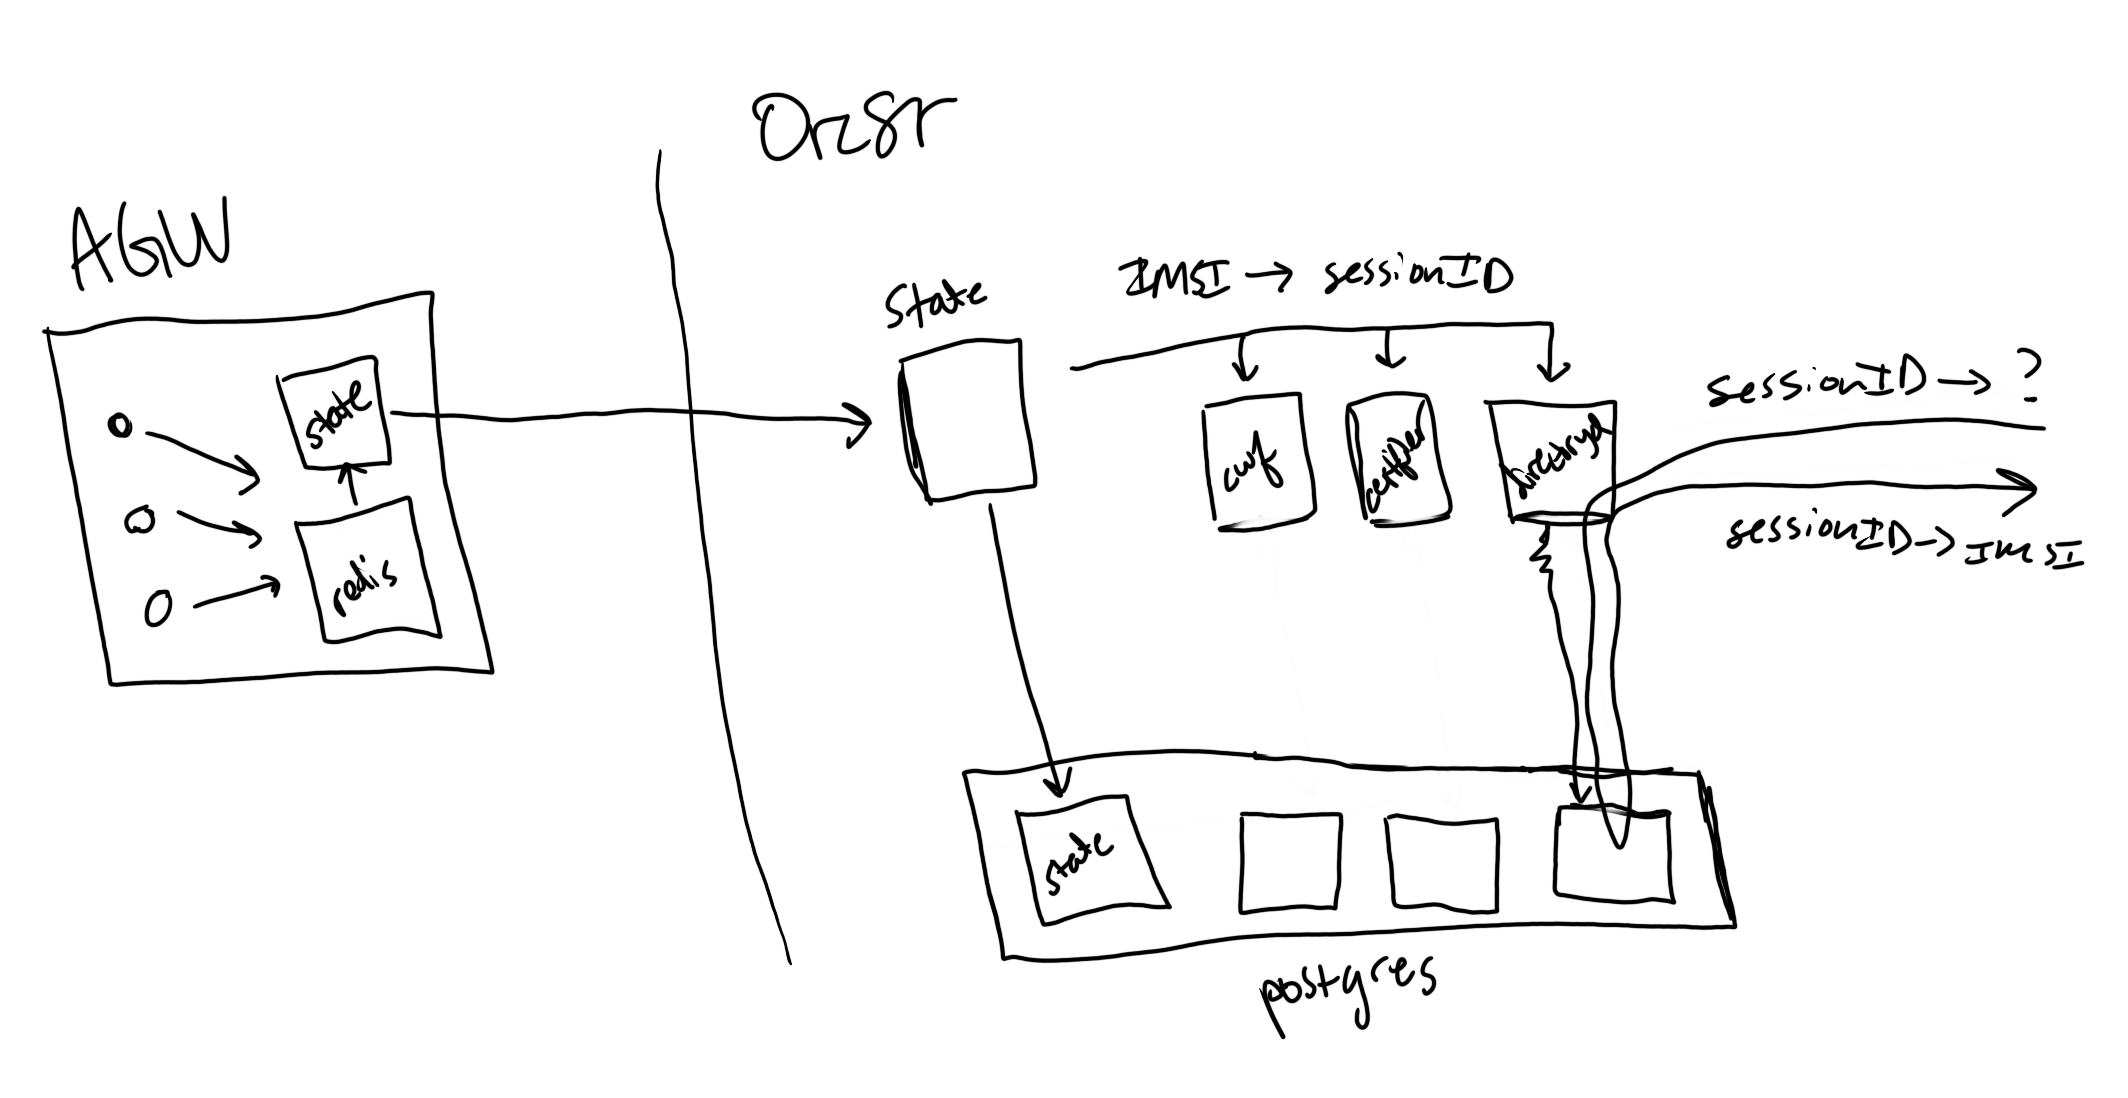 Orc8r
AGW
state
redis
State
IMSI → sessionID
cwf
certifier
directoryd
sessionID → ?
sessionID → IMSI
state
postgres